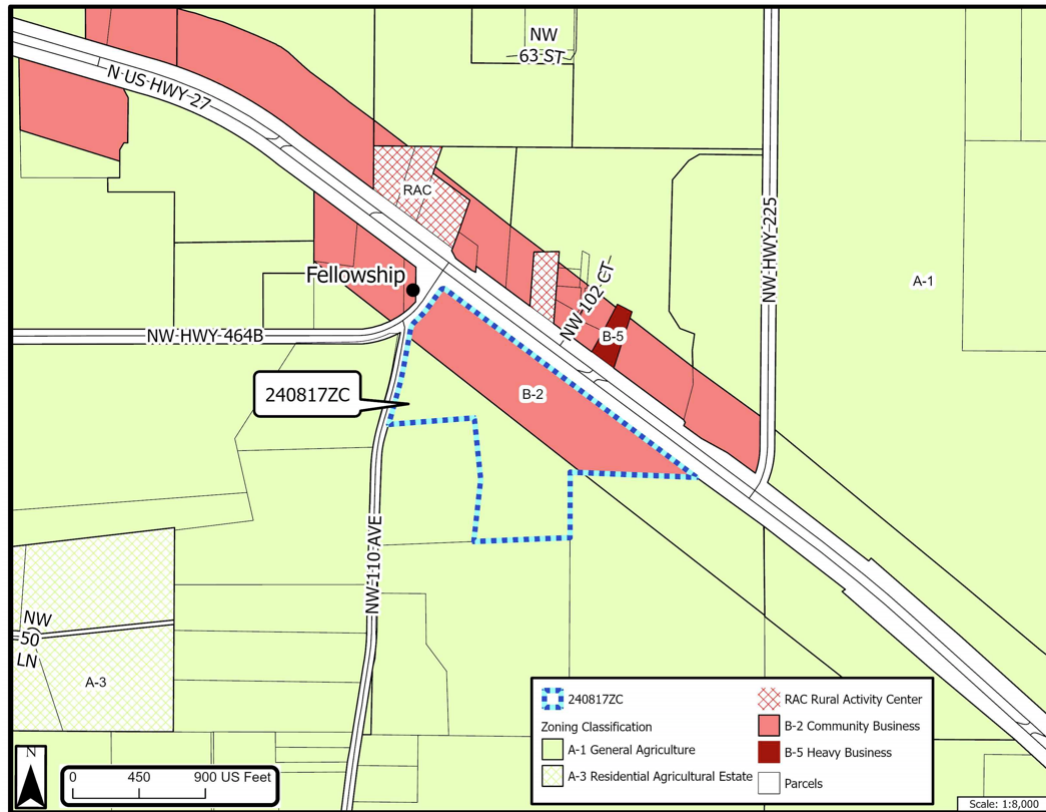 NW
63 ST
N US HWY 27
RAC
NW HWY 225
A-1
Fellowship
NW 102 CT
B-5
NW HWY 464B
240817ZC
B-2
NW 110 AVE
NW
50
LN
A-3
N
0 450 900 US Feet
240817ZC
Zoning Classification
A-1 General Agriculture
A-3 Residential Agricultural Estate
RAC Rural Activity Center
B-2 Community Business
B-5 Heavy Business
Parcels
Scale: 1:8,000